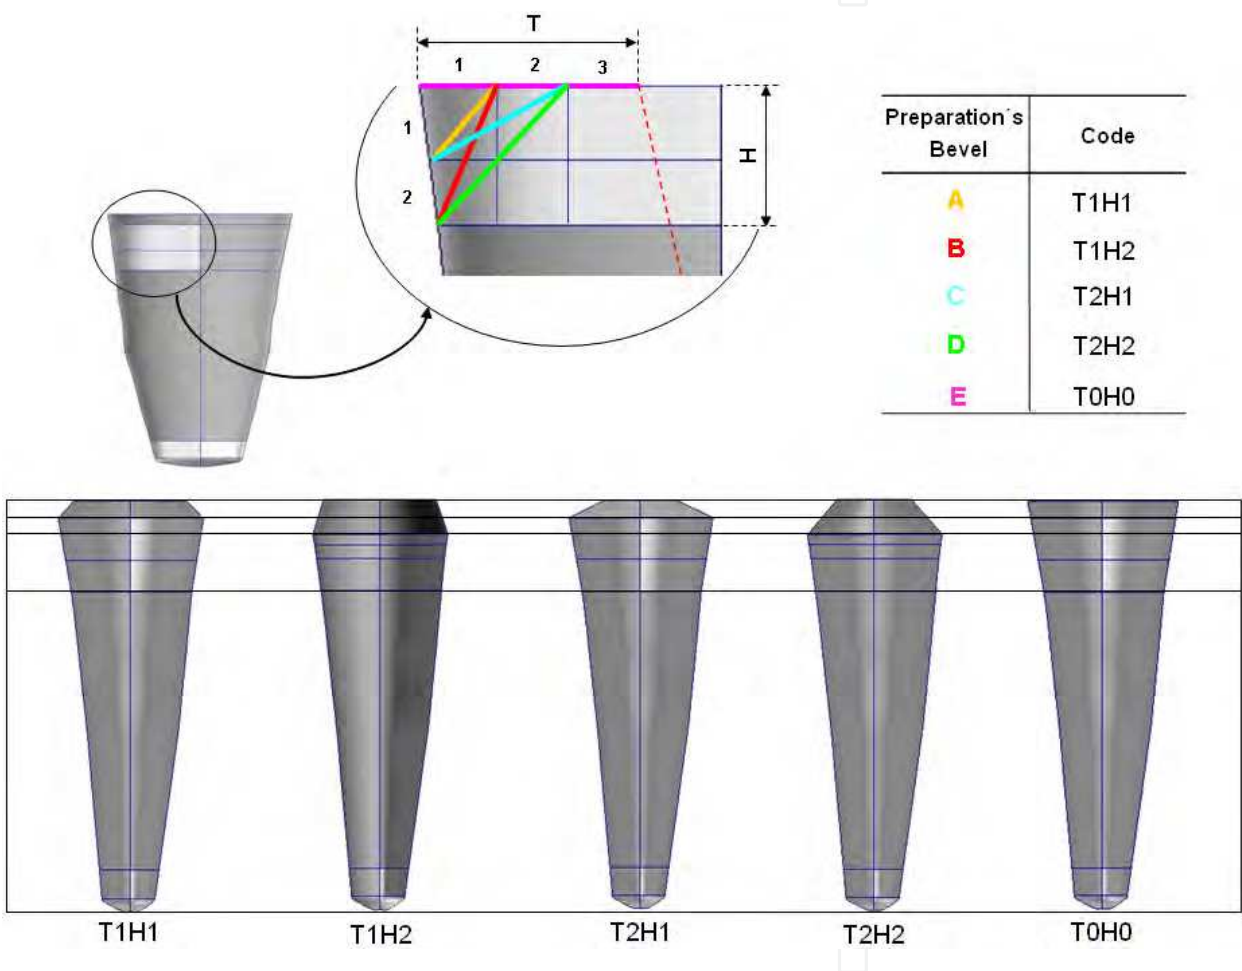 T
1 2 3
1
2
H
Preparation´s Bevel Code
A T1H1
B T1H2
C T2H1
D T2H2
E T0H0
T1H1 T1H2 T2H1 T2H2 T0H0